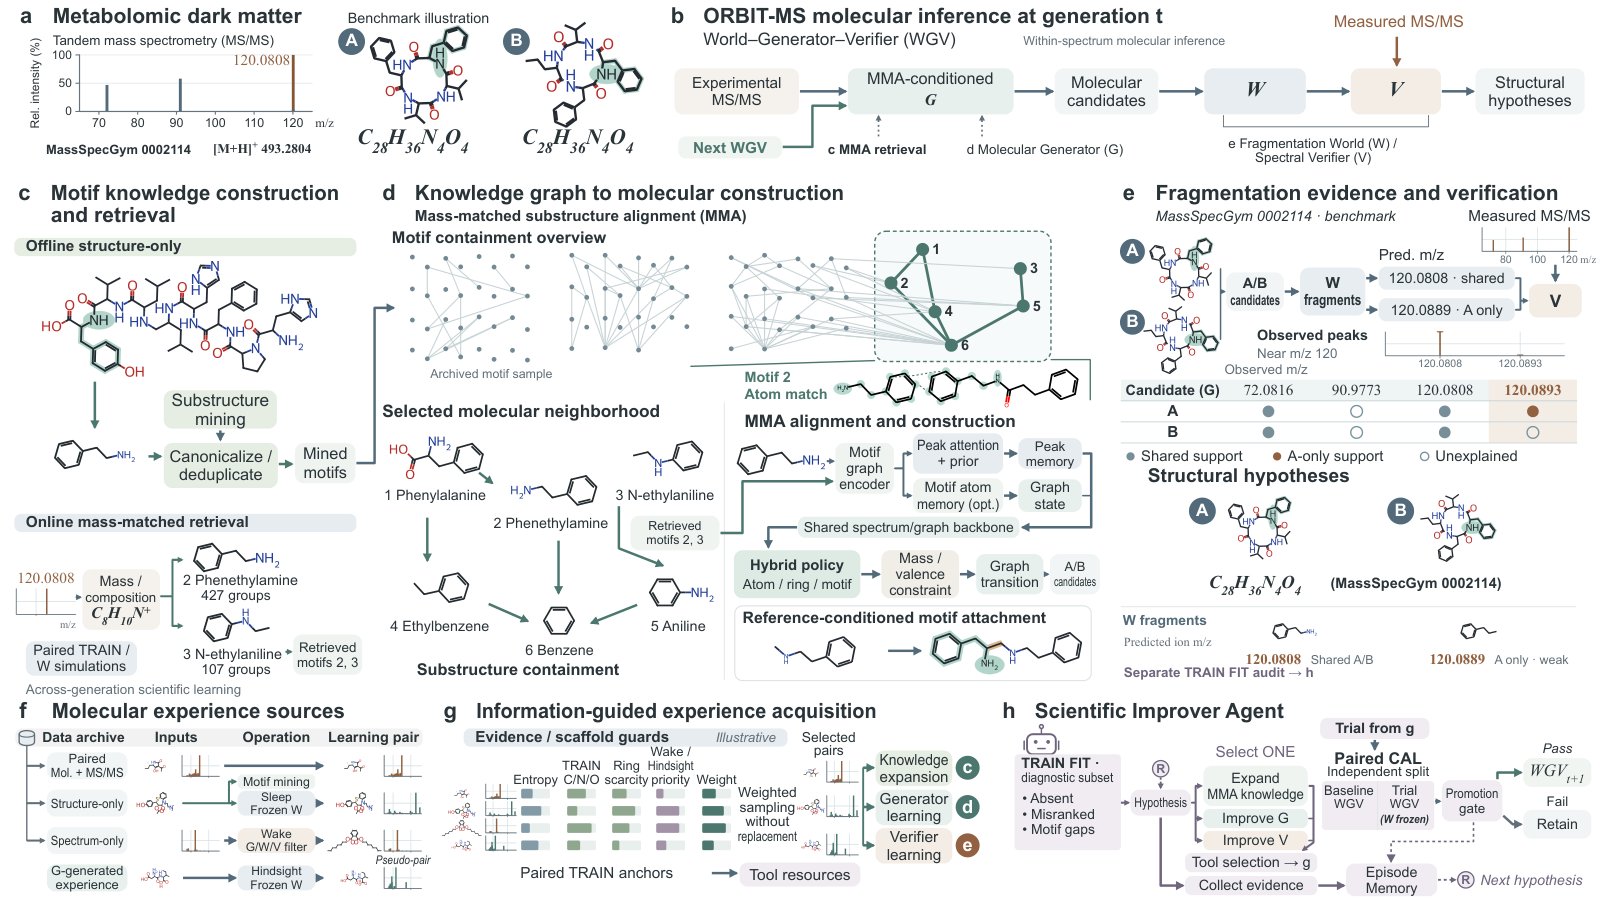 a Metabolomic dark matter
Tandem mass spectrometry (MS/MS)
Rel. intensity (%)
100
50
0
120.0808
70 80 90 100 110 120 m/z
MassSpecGym 0002114 [M+H]+ 493.2804
Benchmark illustration
A
B
C28H36N4O4
C28H36N4O4
b ORBIT-MS molecular inference at generation t
World–Generator–Verifier (WGV)
Within-spectrum molecular inference
Measured MS/MS
Experimental
MS/MS
MMA-conditioned
G
Molecular
candidates
W
V
Structural
hypotheses
Next WGV
c MMA retrieval
d Molecular Generator (G)
e Fragmentation World (W) /
Spectral Verifier (V)
c Motif knowledge construction
and retrieval
Offline structure-only
Substructure
mining
Canonicalize /
deduplicate
Mined
motifs
Online mass-matched retrieval
120.0808
m/z
Mass /
composition
C8H10N+
2 Phenethylamine
427 groups
3 N-ethylaniline
107 groups
Paired TRAIN /
W simulations
Retrieved
motifs 2, 3
Across-generation scientific learning
d Knowledge graph to molecular construction
Mass-matched substructure alignment (MMA)
Motif containment overview
1
2
3
4
5
6
Archived motif sample
Motif 2
Atom match
Selected molecular neighborhood
1 Phenylalanine
2 Phenethylamine
3 N-ethylaniline
Retrieved
motifs 2, 3
4 Ethylbenzene
5 Aniline
6 Benzene
Substructure containment
MMA alignment and construction
Motif
graph
encoder
Peak attention
+ prior
Peak
memory
Motif atom
memory (opt.)
Graph
state
Shared spectrum/graph backbone
Hybrid policy
Atom / ring / motif
Mass /
valence
constraint
Graph
transition
A/B
candidates
Reference-conditioned motif attachment
e Fragmentation evidence and verification
MassSpecGym 0002114 · benchmark
Measured MS/MS
80 100 120 m/z
A
B
A/B
candidates
W
fragments
Pred. m/z
120.0808 · shared
120.0889 · A only
V
Observed peaks
Near m/z 120
120.0808 120.0893
Observed m/z
Candidate (G) 72.0816 90.9773 120.0808 120.0893
A
B
Shared support A-only support Unexplained
Structural hypotheses
A
B
C28H36N4O4 (MassSpecGym 0002114)
W fragments
Predicted ion m/z
120.0808 Shared A/B
120.0889 A only · weak
Separate TRAIN FIT audit → h
f Molecular experience sources
Data archive Inputs Operation Learning pair
Paired
Mol. + MS/MS
Structure-only
Motif mining
Sleep
Frozen W
Spectrum-only
Wake
G/W/V filter
Pseudo-pair
G-generated
experience
Hindsight
Frozen W
g Information-guided experience acquisition
Evidence / scaffold guards Illustrative
Entropy
TRAIN
C/N/O
Ring
scarcity
Wake /
Hindsight
priority
Weight
Weighted
sampling
without
replacement
Selected
pairs
Knowledge
expansion
c
Generator
learning
d
Verifier
learning
e
Paired TRAIN anchors
Tool resources
h Scientific Improver Agent
TRAIN FIT ·
diagnostic subset
• Absent
• Misranked
• Motif gaps
R
Hypothesis
Select ONE
Expand
MMA knowledge
Improve G
Improve V
Tool selection → g
Collect evidence
Trial from g
Paired CAL
Independent split
Baseline
WGV
Trial
WGV
(W frozen)
Promotion
gate
Pass
WGVt+1
Fail
Retain
Episode
Memory
R Next hypothesis